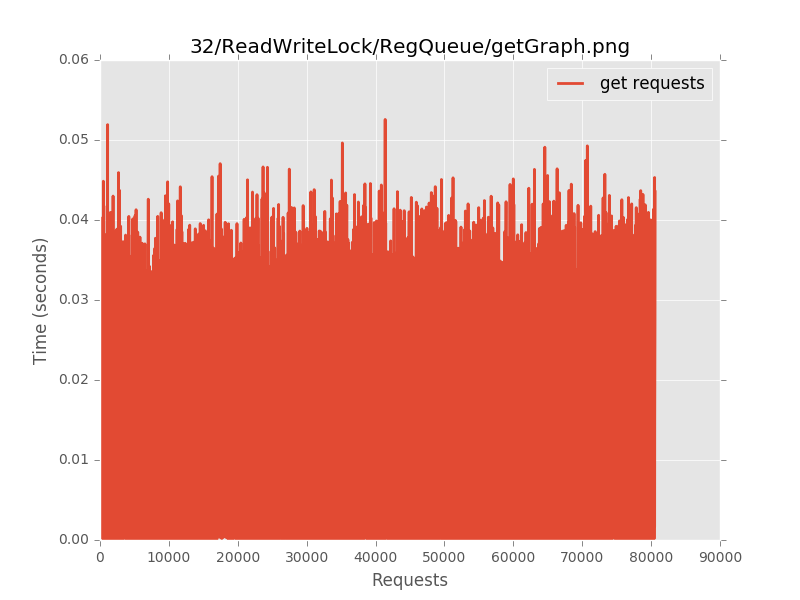 32/ReadWriteLock/RegQueue/getGraph.png
0.06
get requests
0.05
0.04
0.03
0.02
0.01
0.00
Time (seconds)
0 10000 20000 30000 40000 50000 60000 70000 80000 90000
Requests